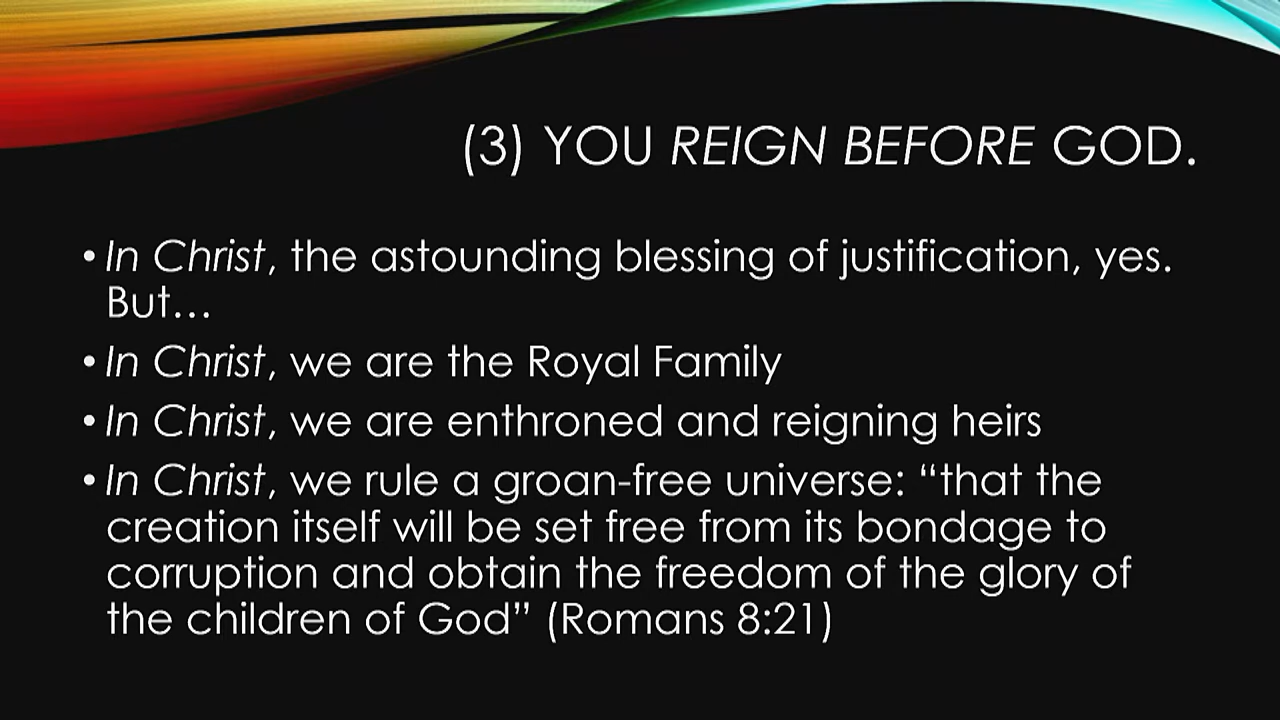 (3) YOU REIGN BEFORE GOD.
• In Christ, the astounding blessing of justification, yes.
But…
• In Christ, we are the Royal Family
• In Christ, we are enthroned and reigning heirs
• In Christ, we rule a groan-free universe: “that the
creation itself will be set free from its bondage to
corruption and obtain the freedom of the glory of
the children of God” (Romans 8:21)